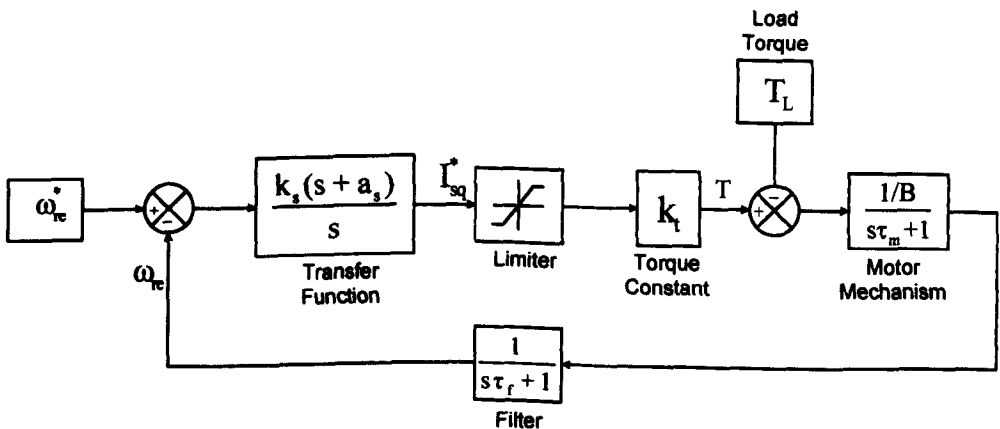 Load
Torque
T_L
ω*_re
+
−
k_s(s + a_s)
s
I*_sq
k_t
T
+
−
1/B
sτ_m+1
Transfer
Function
Limiter
Torque
Constant
Motor
Mechanism
ω_re
1
sτ_f + 1
Filter